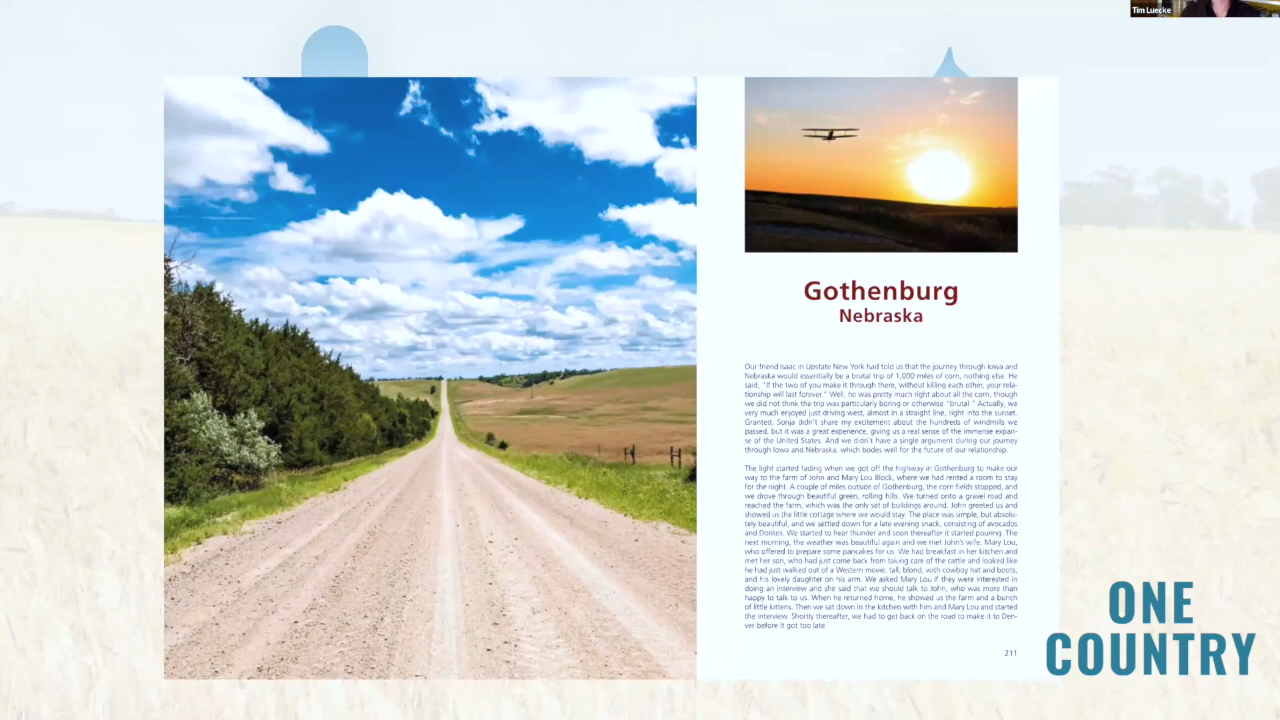 Tim Luecke
Gothenburg
Nebraska
Our friend Isaac in Upstate New York had told us that the journey through Iowa and
Nebraska would essentially be a brutal trip of 1,000 miles of corn, nothing else. He
said, "If the two of you make it through there, without killing each other, your rela-
tionship will last forever." Well, he was pretty much right about all the corn, though
we did not think the trip was particularly boring or otherwise "brutal." Actually, we
very much enjoyed just driving west, almost in a straight line, right into the sunset.
Granted, Sonja didn't share my excitement about the hundreds of windmills we
passed, but it was a great experience, giving us a real sense of the immense expan-
se of the United States. And we didn't have a single argument during our journey
through Iowa and Nebraska, which bodes well for the future of our relationship.
The light started fading when we got off the highway in Gothenburg to make our
way to the farm of John and Mary Lou Block, where we had rented a room to stay
for the night. A couple of miles outside of Gothenburg, the corn fields stopped, and
we drove through beautiful green, rolling hills. We turned onto a gravel road and
reached the farm, which was the only set of buildings around. John greeted us and
showed us the little cottage where we would stay. The place was simple, but absolu-
tely beautiful, and we settled down for a late evening snack, consisting of avocados
and Doritos. We started to hear thunder and soon thereafter it started pouring. The
next morning, the weather was beautiful again and we met John's wife, Mary Lou,
who offered to prepare some pancakes for us. We had breakfast in her kitchen and
met her son, who had just come back from taking care of the cattle and looked like
he had just walked out of a Western movie: tall, blond, with cowboy hat and boots,
and his lovely daughter on his arm. We asked Mary Lou if they were interested in
doing an interview and she said that we should talk to John, who was more than
happy to talk to us. When he returned home, he showed us the farm and a bunch
of little kittens. Then we sat down in the kitchen with him and Mary Lou and started
the interview. Shortly thereafter, we had to get back on the road to make it to Den-
ver before it got too late
211
ONE
COUNTRY